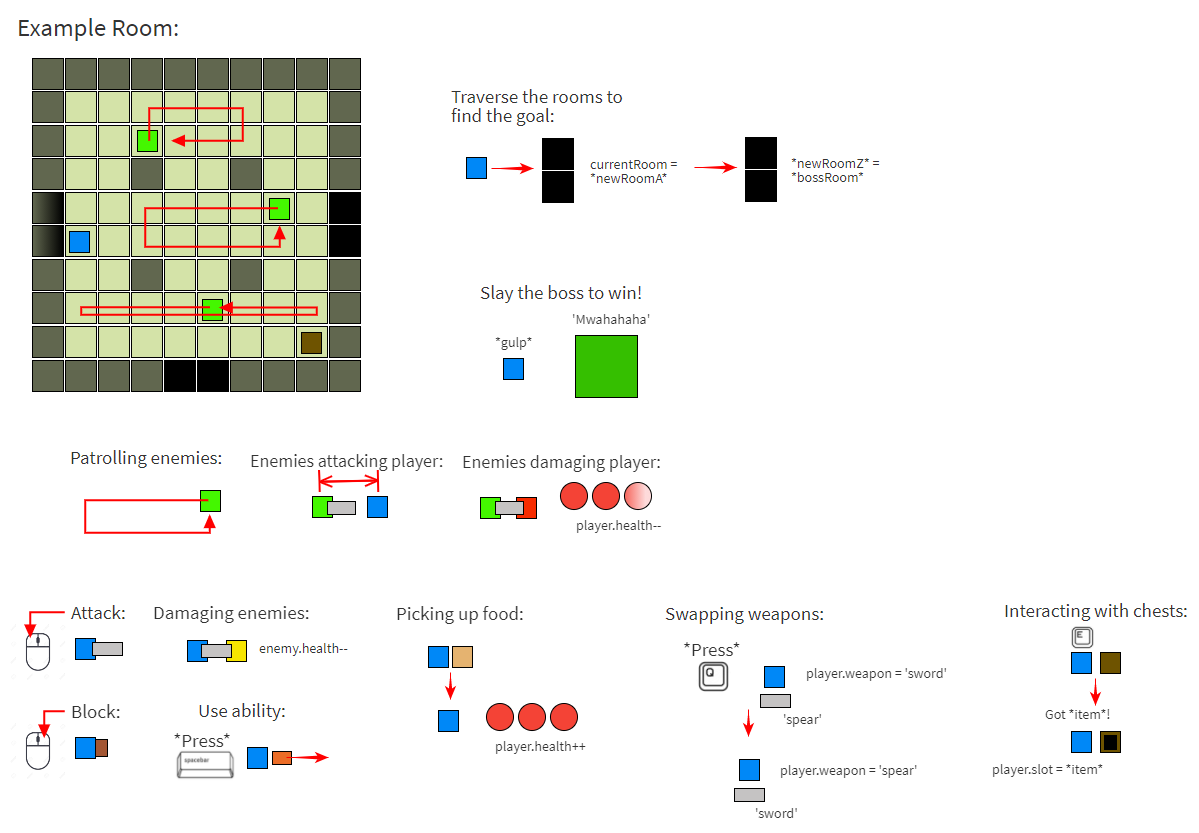 Example Room:
Traverse the rooms to
find the goal:
currentRoom =
*newRoomA*
*newRoomZ* =
*bossRoom*
Slay the boss to win!
'Mwahahaha'
*gulp*
Patrolling enemies:
Enemies attacking player:
Enemies damaging player:
player.health--
Attack:
Damaging enemies:
enemy.health--
Picking up food:
player.health++
Swapping weapons:
*Press*
Q
player.weapon = 'sword'
'spear'
player.weapon = 'spear'
'sword'
Interacting with chests:
E
Got *item*!
player.slot = *item*
Block:
Use ability:
*Press*
spacebar